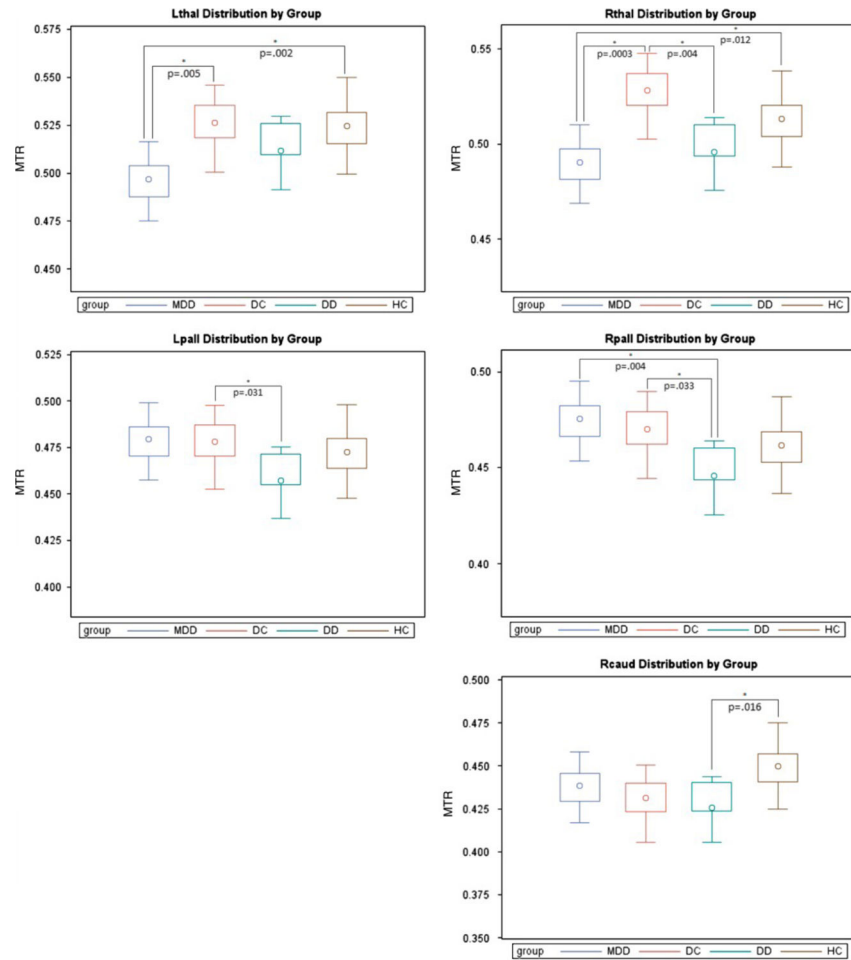 Lthal Distribution by Group
0.575
0.550
0.525
0.500
0.475
0.450
MTR
*
p=.002
*
p=.005
group MDD DC DD HC
Rthal Distribution by Group
0.55
0.50
0.45
MTR
*
p=.012
*
p=.0003
*
p=.004
group MDD DC DD HC
Lpall Distribution by Group
0.525
0.500
0.475
0.450
0.425
0.400
MTR
*
p=.031
group MDD DC DD HC
Rpall Distribution by Group
0.50
0.45
0.40
MTR
*
p=.004
*
p=.033
group MDD DC DD HC
Rcaud Distribution by Group
0.500
0.475
0.450
0.425
0.400
0.375
0.350
MTR
*
p=.016
group MDD DC DD HC